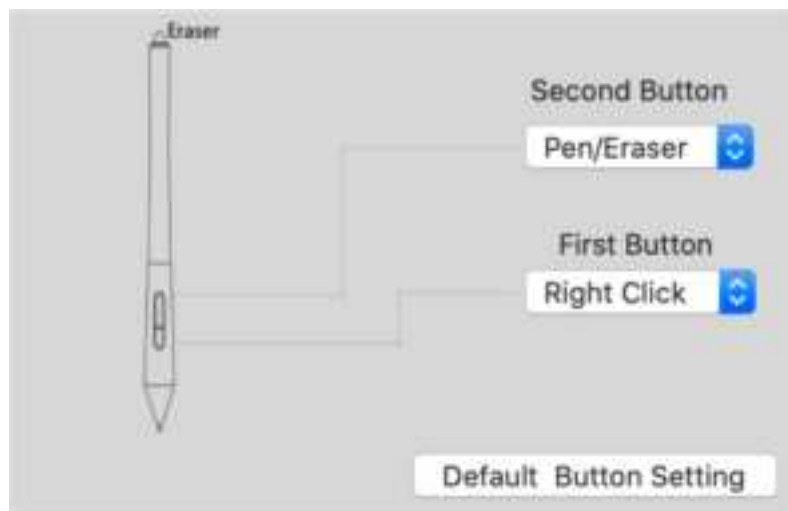 Eraser
Second Button
Pen/Eraser
First Button
Right Click
Default Button Setting